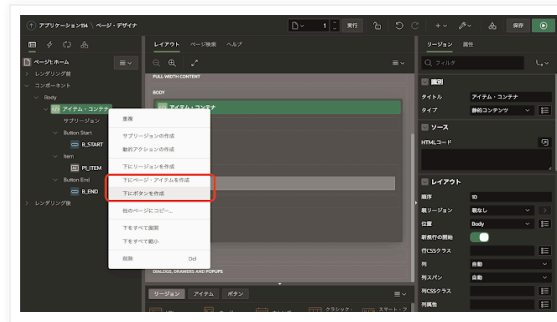 アプリケーション114 \ ページ・デザイナ
1
実行
保存
ページ1: ホーム
レンダリング前
コンポーネント
Body
アイテム・コンテナ
サブリージョン
Button Start
B_START
Item
P1_ITEM
Button End
B_END
レンダリング後
レイアウト
ページ検索
ヘルプ
FULL WIDTH CONTENT
BODY
アイテム・コンテナ
重複
サブリージョンの作成
動的アクションの作成
下にリージョンを作成
下にページ・アイテムを作成
下にボタンを作成
他のページにコピー...
下をすべて展開
下をすべて縮小
削除
Del
DIALOGS, DRAWERS AND POPUPS
リージョン
アイテム
ボタン
クラシック・
スマート・フ
リージョン
属性
フィルタ
識別
タイトル
アイテム・コンテナ
タイプ
静的コンテンツ
ソース
HTMLコード
レイアウト
順序
10
親リージョン
親なし
位置
Body
新規行の開始
行CSSクラス
列
自動
列スパン
自動
列CSSクラス
列属性